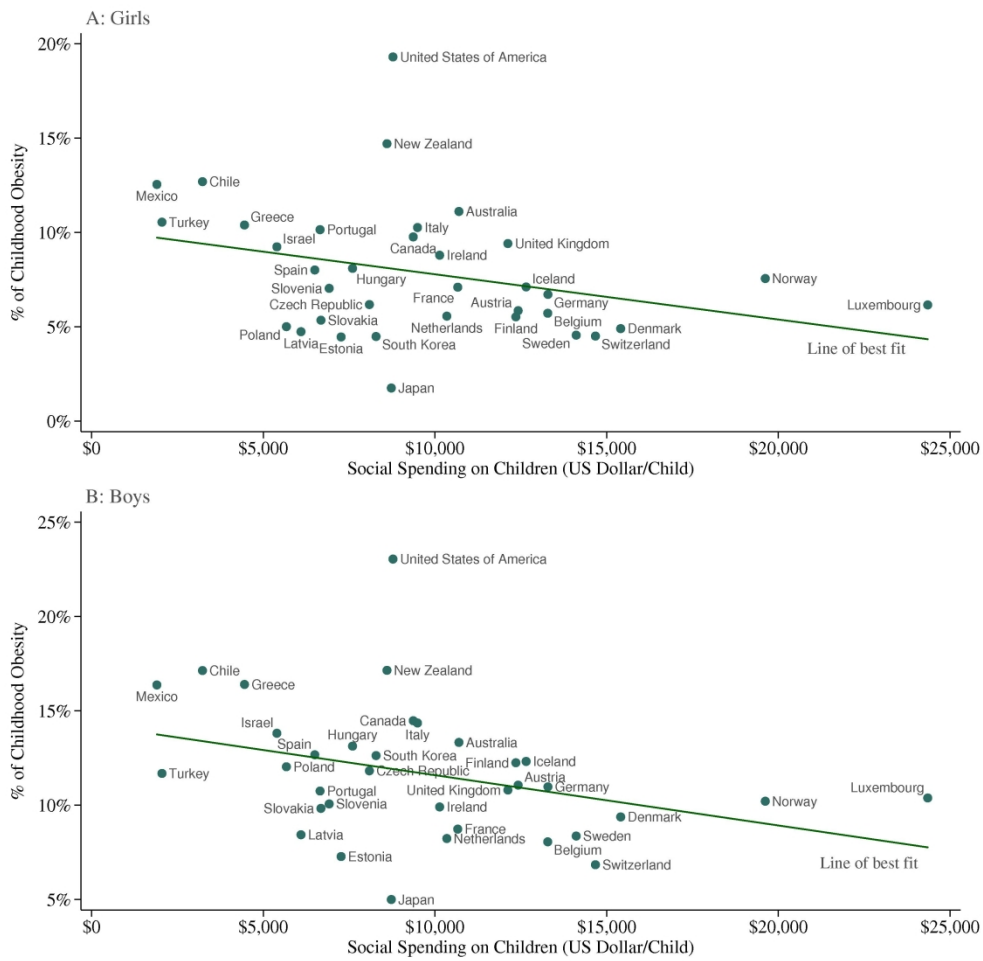 A: Girls
20%
United States of America
15%
New Zealand
Chile
Mexico
Australia
Turkey
Greece
Portugal
Italy
10%
Israel
Canada
United Kingdom
Ireland
Spain
Hungary
Iceland
Norway
Slovenia
France
Germany
Czech Republic
Austria
Luxembourg
Slovakia
Netherlands
Belgium
5%
Poland
Latvia
Estonia
South Korea
Finland
Denmark
Sweden
Switzerland
Line of best fit
Japan
0%
% of Childhood Obesity
$0 $5,000 $10,000 $15,000 $20,000 $25,000
Social Spending on Children (US Dollar/Child)
B: Boys
25%
United States of America
20%
Chile
New Zealand
Mexico
Greece
15%
Israel
Canada
Italy
Hungary
Spain
Australia
South Korea
Poland
Finland
Iceland
Turkey
Czech Republic
Austria
Portugal
United Kingdom
Germany
Luxembourg
10%
Slovakia
Slovenia
Ireland
Norway
Denmark
Latvia
France
Netherlands
Sweden
Belgium
Estonia
Switzerland
Line of best fit
5%
Japan
% of Childhood Obesity
$0 $5,000 $10,000 $15,000 $20,000 $25,000
Social Spending on Children (US Dollar/Child)